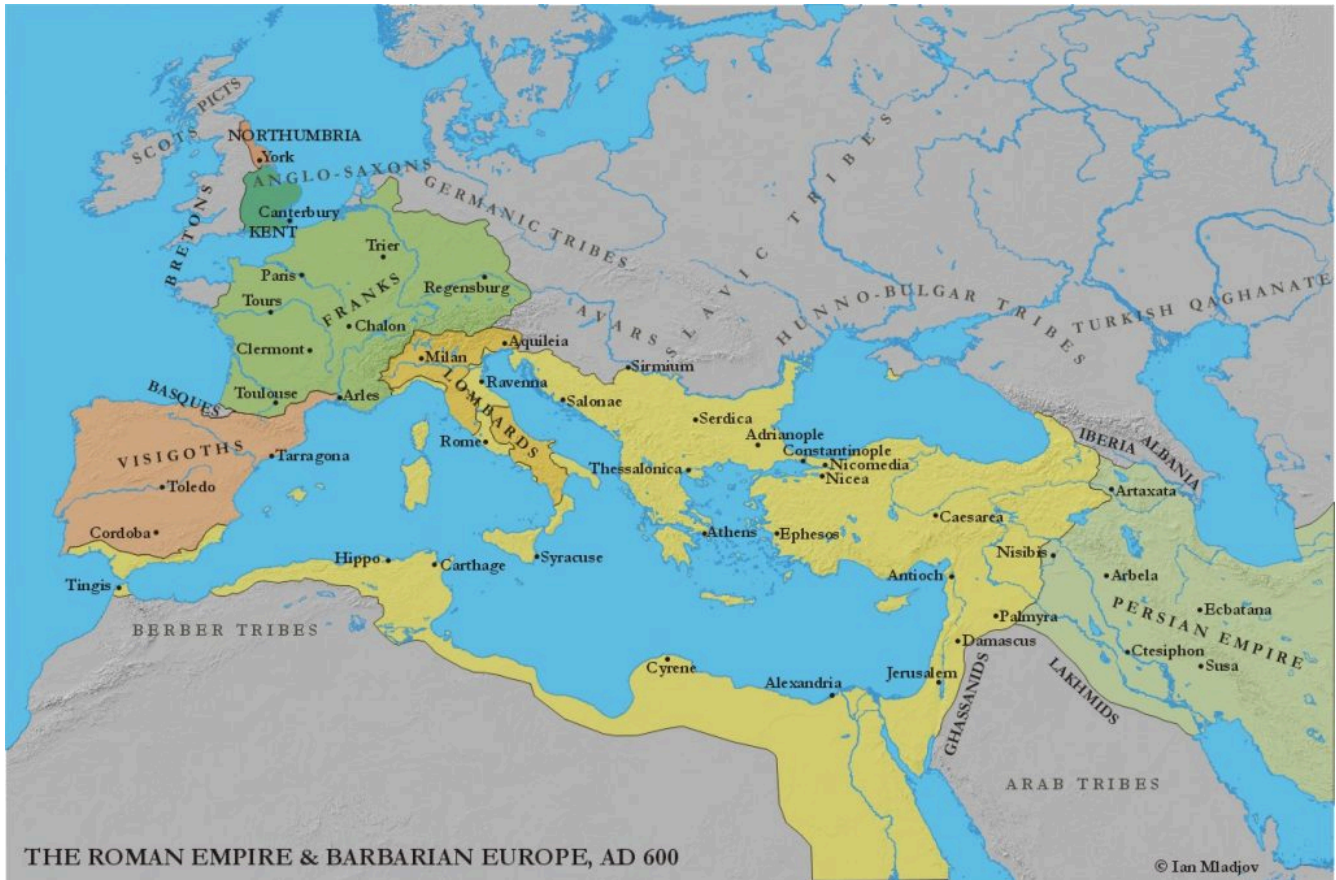 SCOTS
PICTS
NORTHUMBRIA
York
ANGLO-SAXONS
BRETONS
Canterbury
KENT
GERMANIC TRIBES
SLAVIC TRIBES
Trier
Paris
FRANKS
Regensburg
Tours
Chalon
AVARS
HUNNO-BULGAR TRIBES
TURKISH QAGHANATE
Clermont
Milan
Aquileia
Sirmium
LOMBARDS
Ravenna
BASQUES
Toulouse
Arles
Salonae
Serdica
Adrianople
Rome
VISIGOTHS
Tarragona
Constantinople
Nicomedia
Nicea
Thessalonica
IBERIA
ALBANIA
Toledo
Artaxata
Cordoba
Caesarea
Athens
Ephesos
Hippo
Carthage
Syracuse
Nisibis
Tingis
Antioch
Arbela
BERBER TRIBES
Palmyra
Ecbatana
PERSIAN EMPIRE
Damascus
Ctesiphon
Susa
Cyrene
Alexandria
Jerusalem
GHASSANIDS
LAKHMIDS
ARAB TRIBES
THE ROMAN EMPIRE & BARBARIAN EUROPE, AD 600
© Ian Mladjov